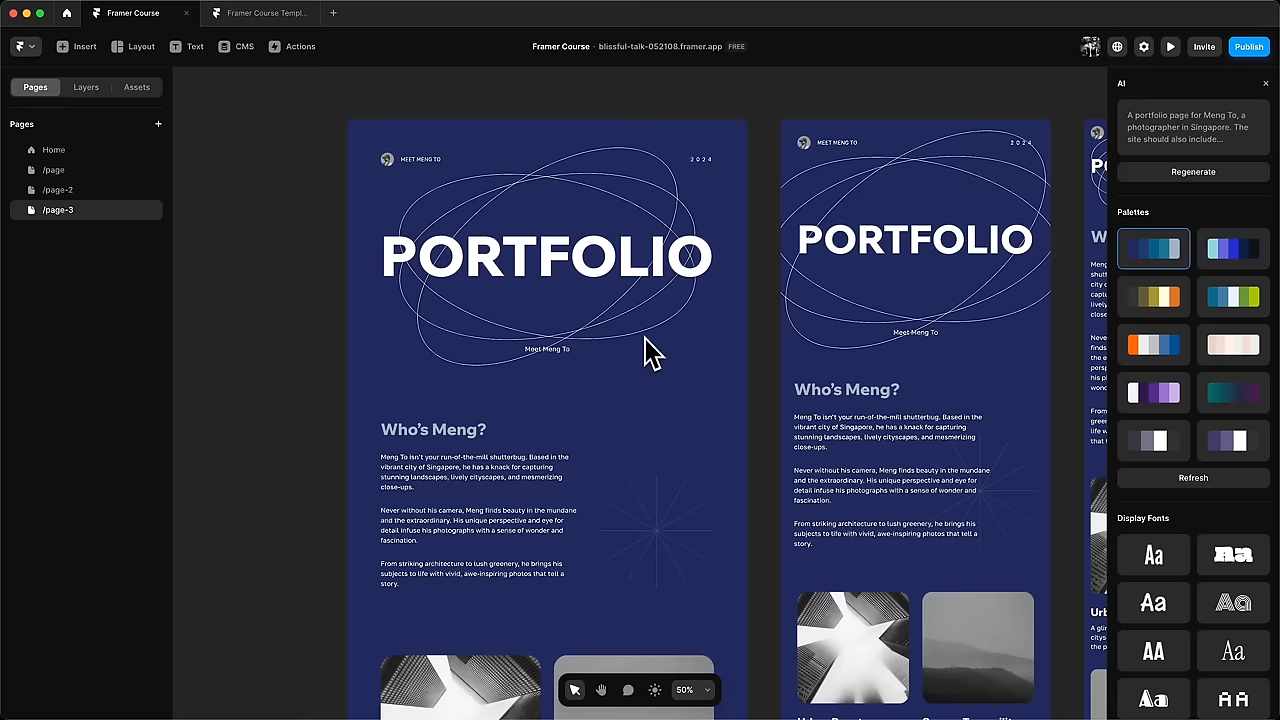 Framer Course
Framer Course Templ...
Insert
Layout
Text
CMS
Actions
Framer Course · blissful-talk-052108.framer.app FREE
Invite
Publish
Pages
Layers
Assets
Pages
Home
/page
/page-2
/page-3
MEET MENG TO
2024
PORTFOLIO
Meet Meng To
Who's Meng?
Meng To isn't your run-of-the-mill shutterbug. Based in the
vibrant city of Singapore, he has a knack for capturing
stunning landscapes, lively cityscapes, and mesmerizing
close-ups.
Never without his camera, Meng finds beauty in the mundane
and the extraordinary. His unique perspective and eye for
detail infuse his photographs with a sense of wonder and
fascination.
From striking architecture to lush greenery, he brings his
subjects to life with vivid, awe-inspiring photos that tell a
story.
50%
MEET MENG TO
2024
PORTFOLIO
Meet Meng To
Who's Meng?
Meng To isn't your run-of-the-mill shutterbug. Based in the
vibrant city of Singapore, he has a knack for capturing
stunning landscapes, lively cityscapes, and mesmerizing
close-ups.
Never without his camera, Meng finds beauty in the mundane
and the extraordinary. His unique perspective and eye for
detail infuse his photographs with a sense of wonder and
fascination.
From striking architecture to lush greenery, he brings his
subjects to life with vivid, awe-inspiring photos that tell a
story.
AI
A portfolio page for Meng To, a
photographer in Singapore. The
site should also include...
Regenerate
Palettes
Refresh
Display Fonts
Aa
aa
Aa
Aa
AA
Aa
Aa
AA